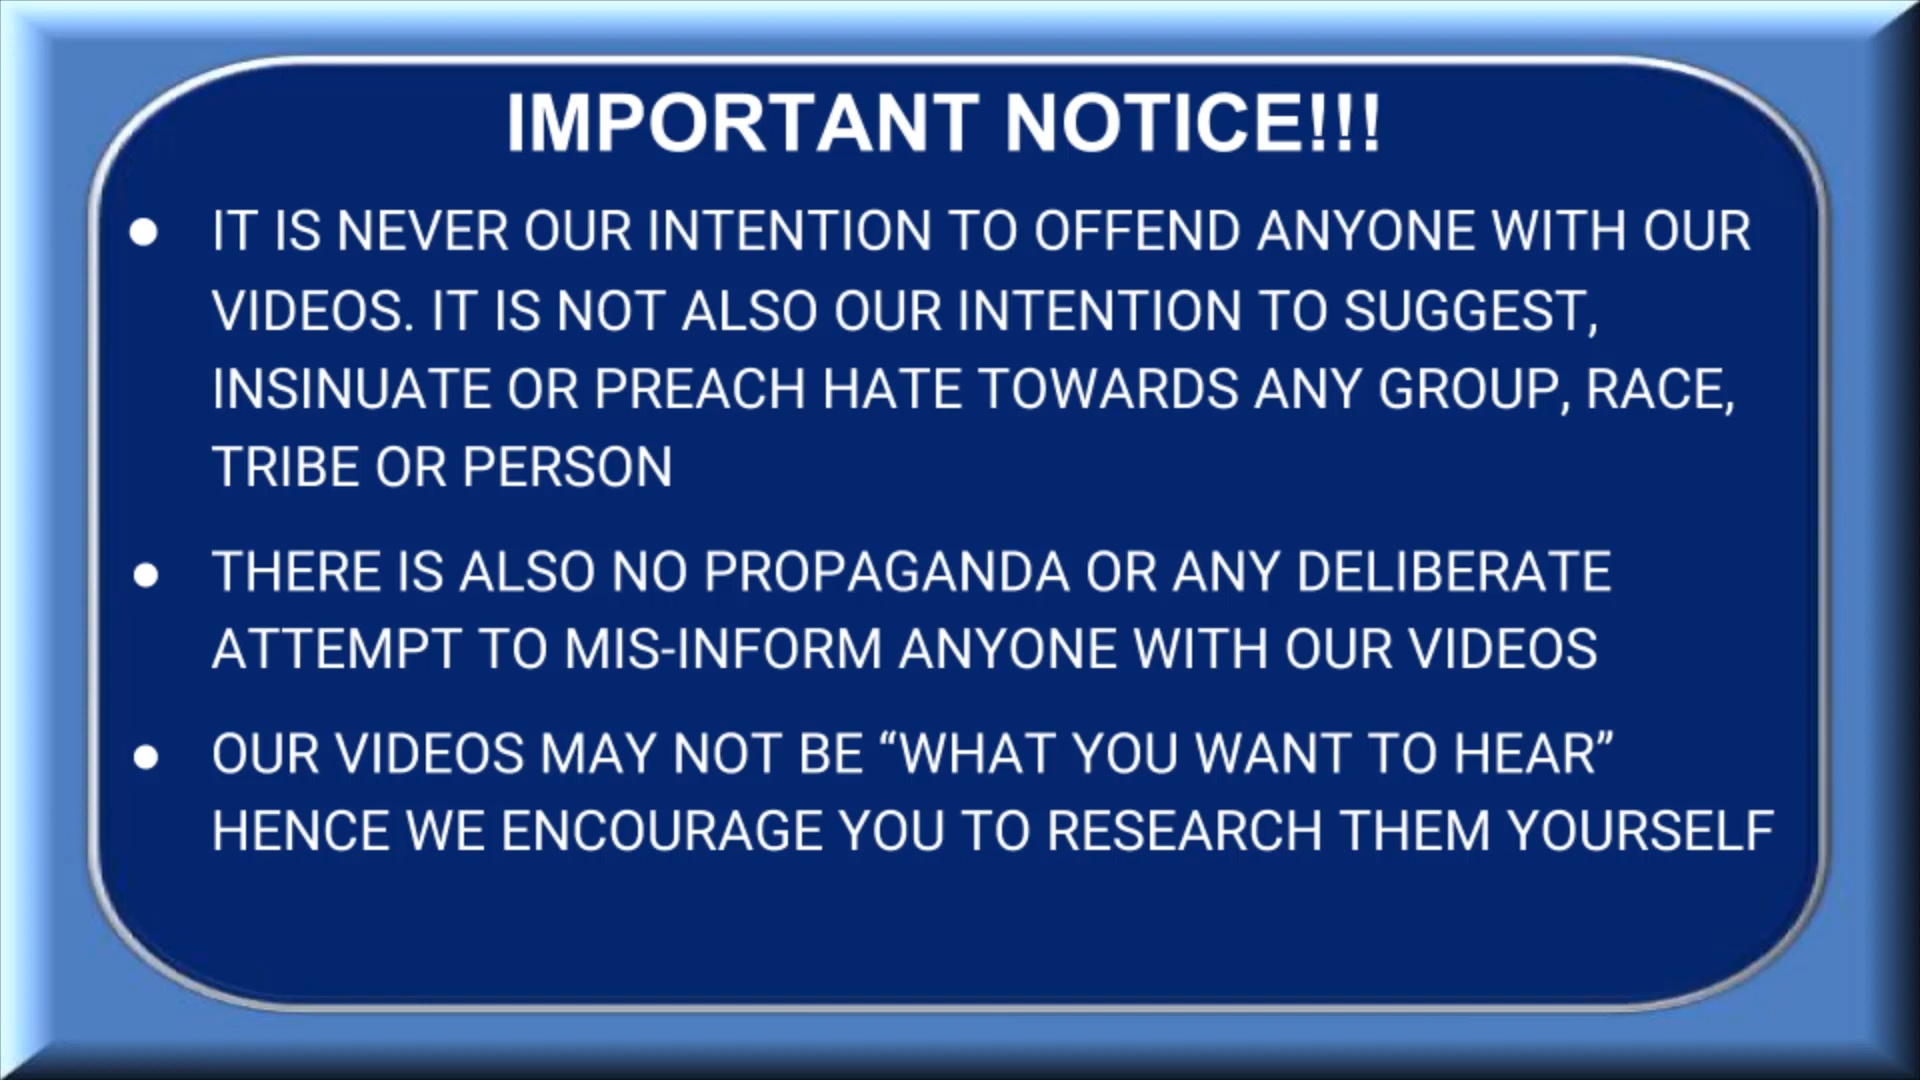 IMPORTANT NOTICE!!!
● IT IS NEVER OUR INTENTION TO OFFEND ANYONE WITH OUR
VIDEOS. IT IS NOT ALSO OUR INTENTION TO SUGGEST,
INSINUATE OR PREACH HATE TOWARDS ANY GROUP, RACE,
TRIBE OR PERSON
● THERE IS ALSO NO PROPAGANDA OR ANY DELIBERATE
ATTEMPT TO MIS-INFORM ANYONE WITH OUR VIDEOS
● OUR VIDEOS MAY NOT BE “WHAT YOU WANT TO HEAR”
HENCE WE ENCOURAGE YOU TO RESEARCH THEM YOURSELF